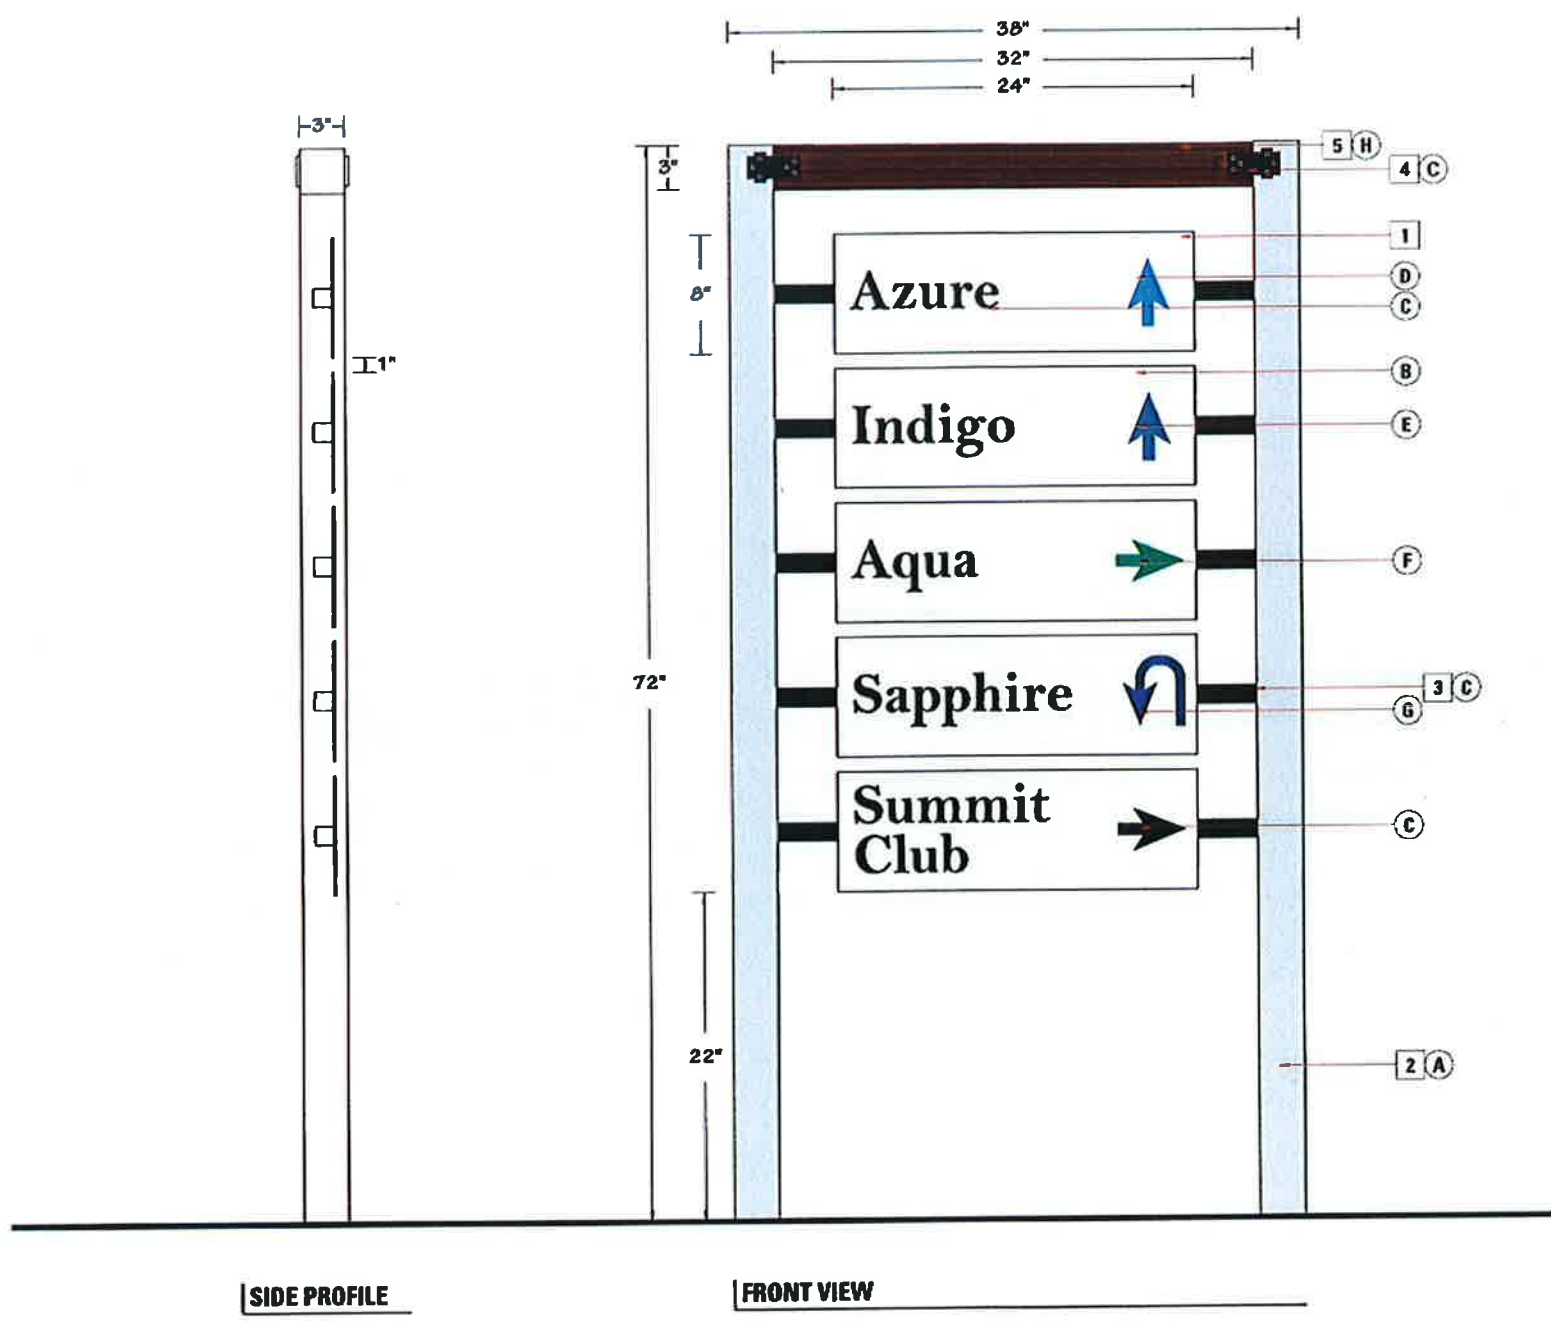 38"
32"
24"
3"
3"
5 H
4 C
1
Azure
D
8"
C
1"
B
Indigo
E
Aqua
F
72"
Sapphire
3 C
G
Summit
Club
C
22"
2 A
SIDE PROFILE
FRONT VIEW